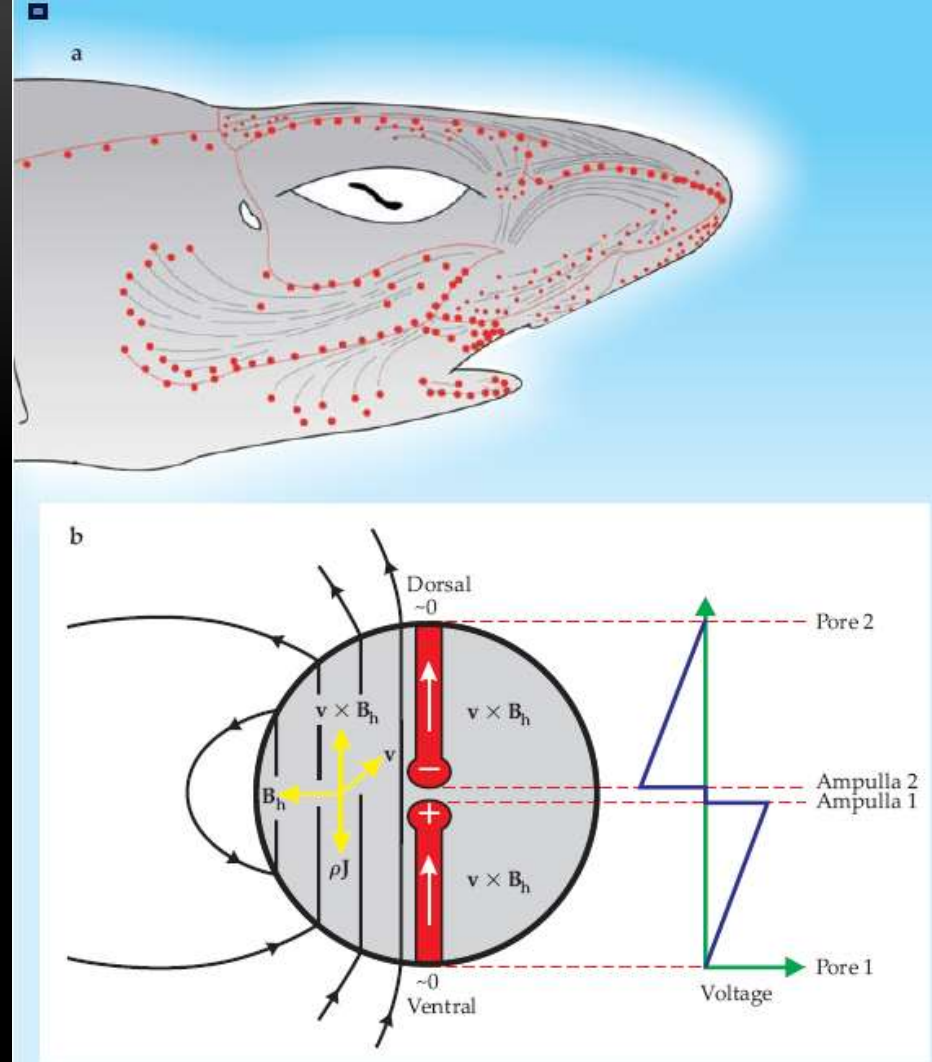 a
b
Dorsal
~0
Pore 2
v × B_h
v × B_h
v
−
Ampulla 2
B_h
Ampulla 1
+
ρJ
v × B_h
~0
Pore 1
Ventral
Voltage